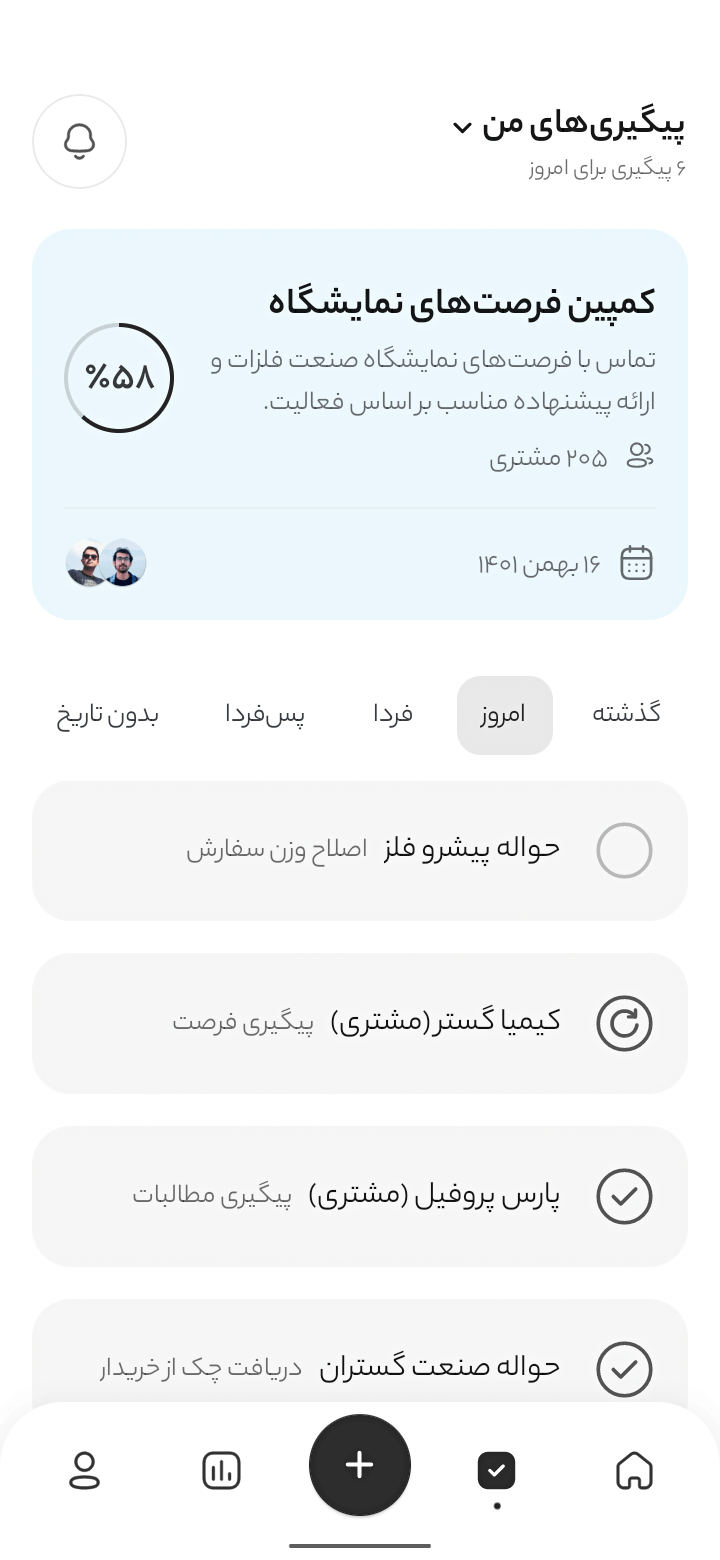 پیگیری‌های من
۶ پیگیری برای امروز
کمپین فرصت‌های نمایشگاه
تماس با فرصت‌های نمایشگاه صنعت فلزات و
ارائه پیشنهاده مناسب بر اساس فعالیت.
%۵۸
۲۰۵ مشتری
۱۶ بهمن ۱۴۰۱
گذشته
امروز
فردا
پس‌فردا
بدون تاریخ
حواله پیشرو فلز اصلاح وزن سفارش
کیمیا گستر (مشتری) پیگیری فرصت
پارس پروفیل (مشتری) پیگیری مطالبات
حواله صنعت گستران دریافت چک از خریدار